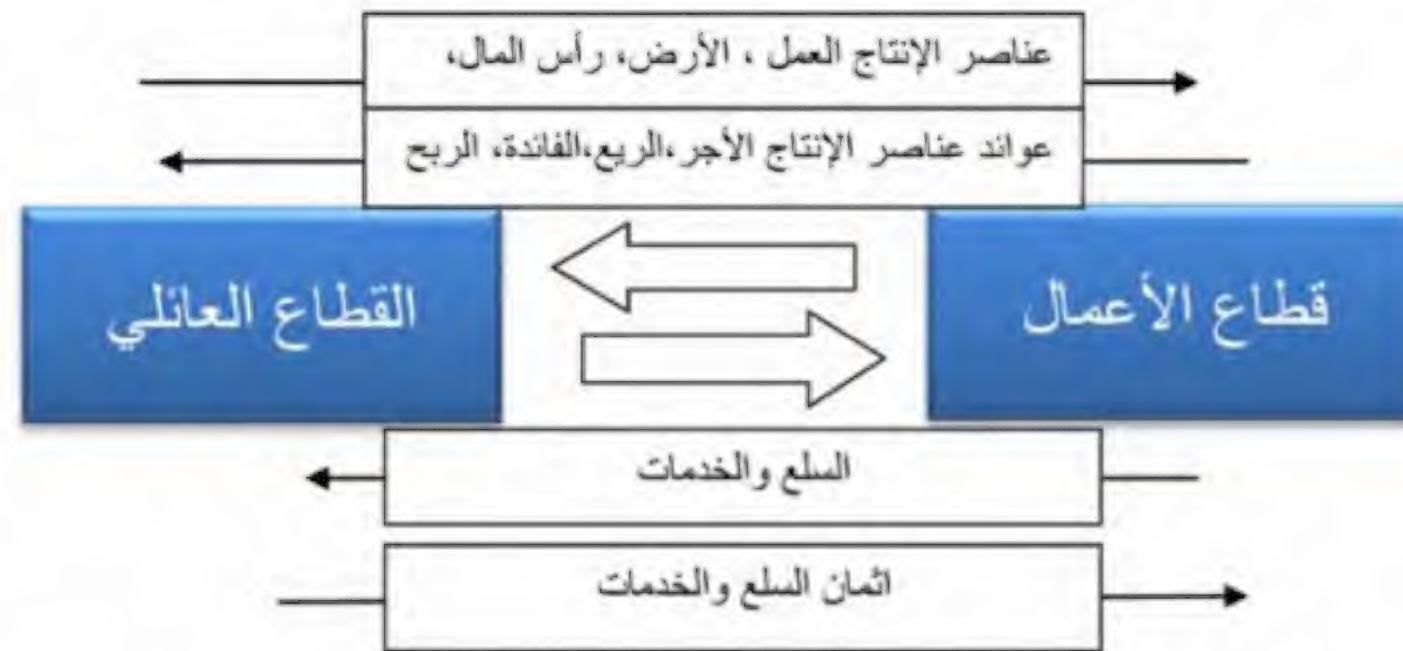 عناصر الإنتاج العمل ، الأرض، رأس المال،
عوائد عناصر الإنتاج الأجر،الريع،الفائدة، الربح
قطاع الأعمال
القطاع العائلي
السلع والخدمات
اثمان السلع والخدمات